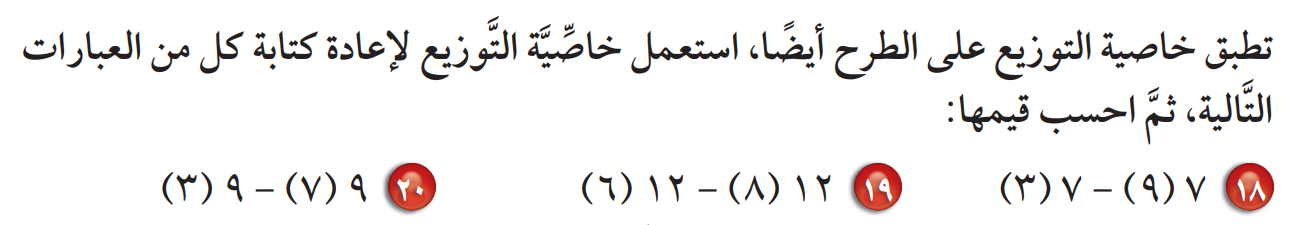 تطبق خاصية التوزيع على الطرح أيضًا، استعمل خاصِّيَّة التَّوزيع لإعادة كتابة كل من العبارات
التَّالية، ثمَّ احسب قيمها:
١٨ ٧ (٩) – ٧ (٣) ١٩ ١٢ (٨) – ١٢ (٦) ٢٠ ٩ (٧) – ٩ (٣)